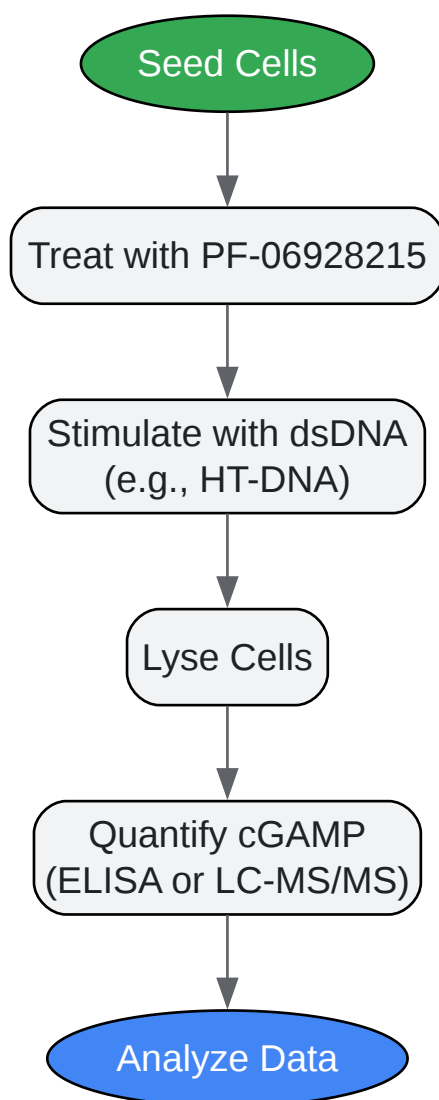 Seed Cells
Treat with PF-06928215
Stimulate with dsDNA
(e.g., HT-DNA)
Lyse Cells
Quantify cGAMP
(ELISA or LC-MS/MS)
Analyze Data